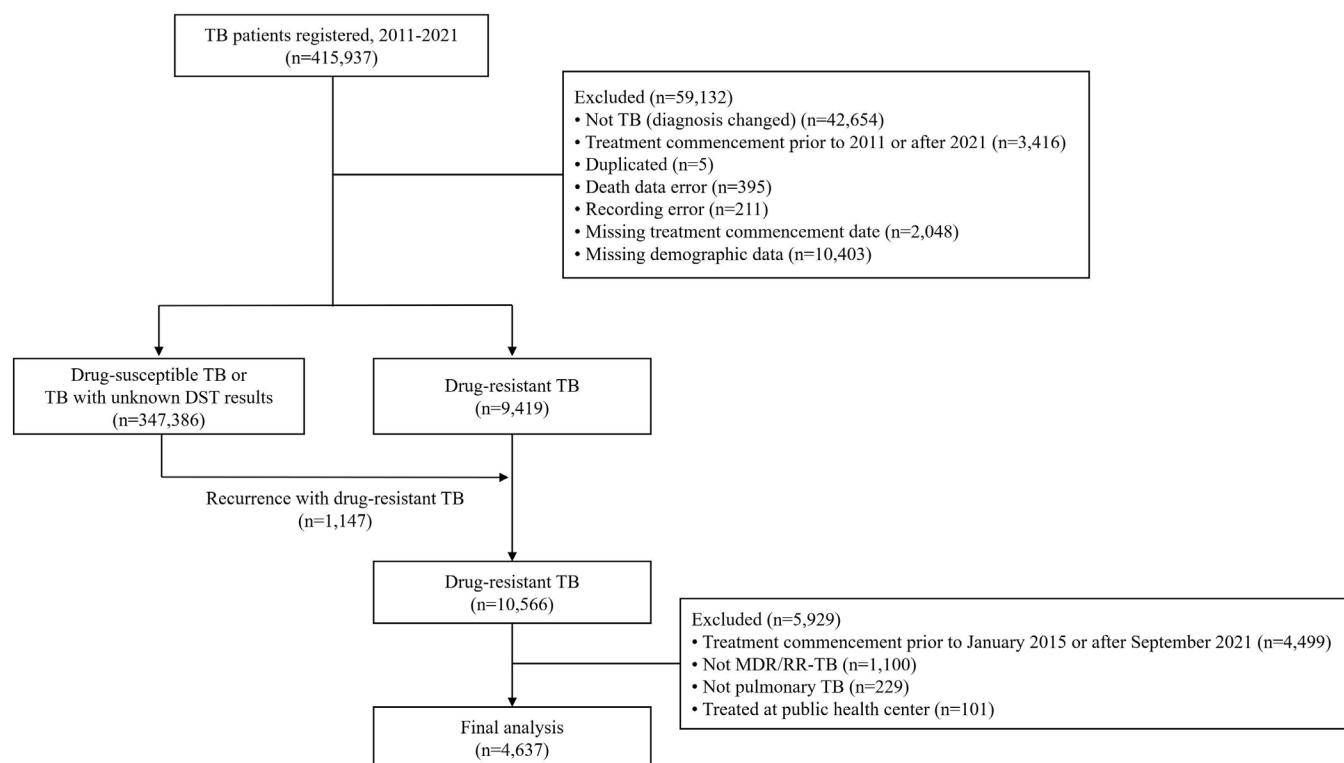 TB patients registered, 2011-2021
(n=415,937)
Excluded (n=59,132)
• Not TB (diagnosis changed) (n=42,654)
• Treatment commencement prior to 2011 or after 2021 (n=3,416)
• Duplicated (n=5)
• Death data error (n=395)
• Recording error (n=211)
• Missing treatment commencement date (n=2,048)
• Missing demographic data (n=10,403)
Drug-susceptible TB or
TB with unknown DST results
(n=347,386)
Drug-resistant TB
(n=9,419)
Recurrence with drug-resistant TB
(n=1,147)
Drug-resistant TB
(n=10,566)
Excluded (n=5,929)
• Treatment commencement prior to January 2015 or after September 2021 (n=4,499)
• Not MDR/RR-TB (n=1,100)
• Not pulmonary TB (n=229)
• Treated at public health center (n=101)
Final analysis
(n=4,637)